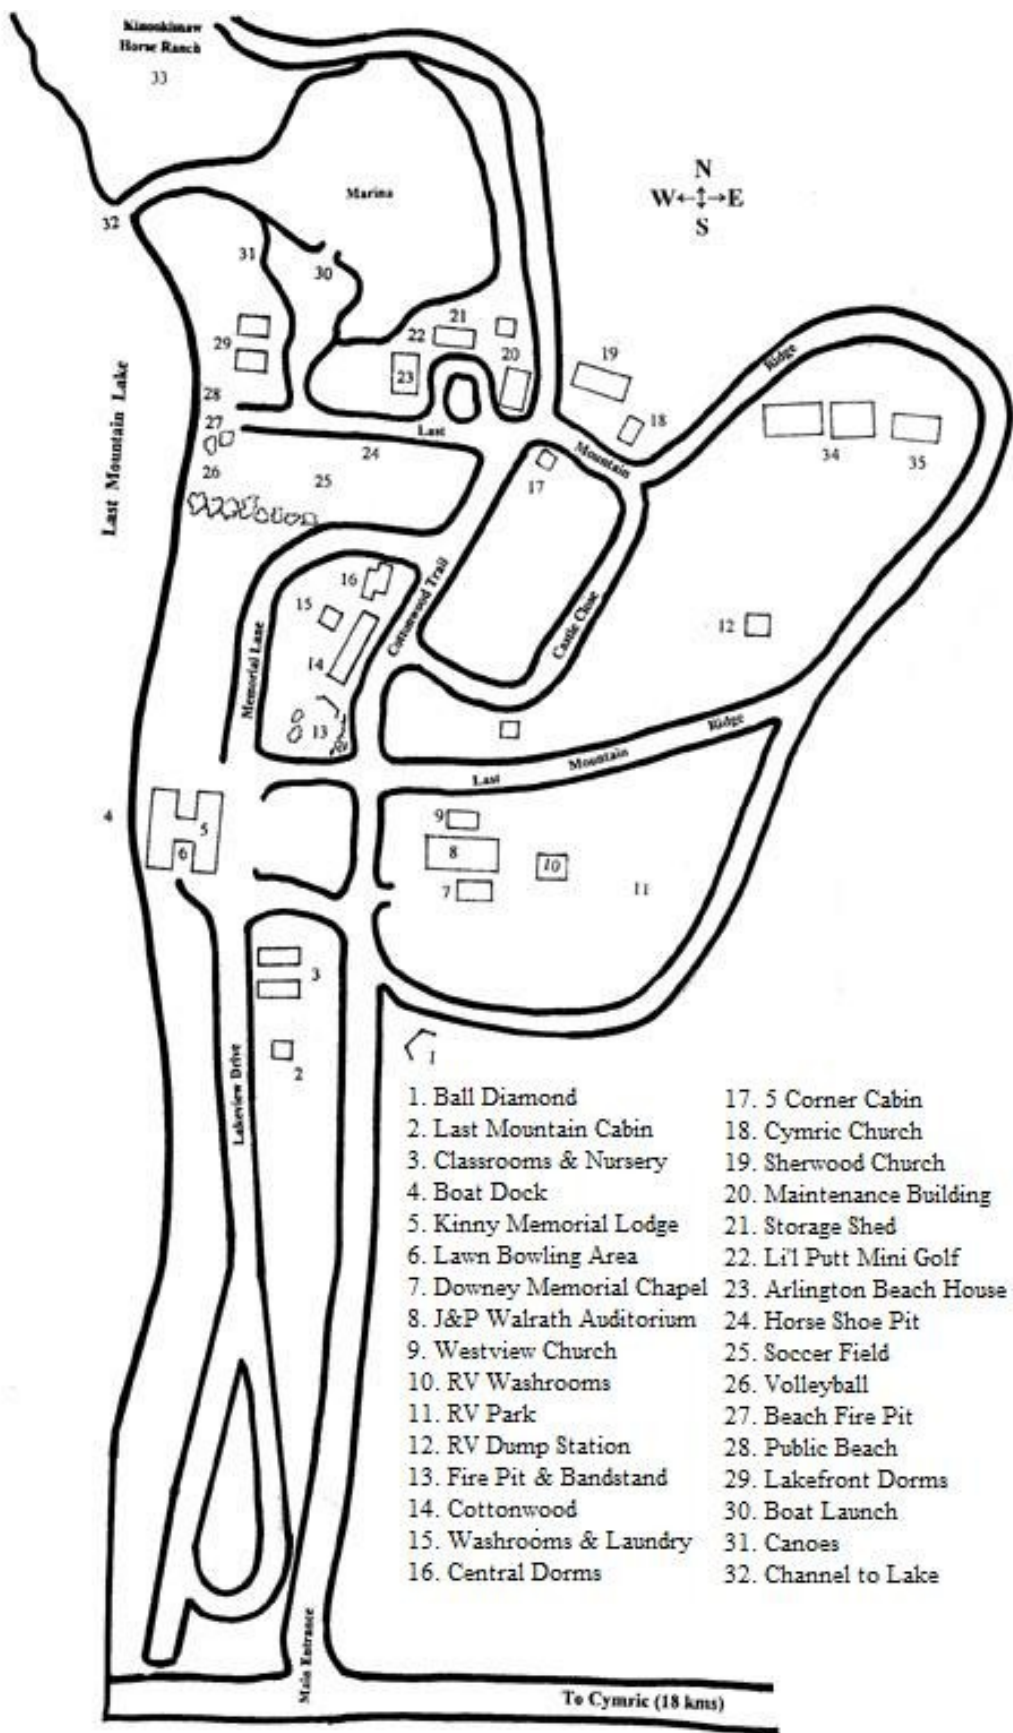 Kinookimaw
Horse Ranch
33
Marina
N
W E
S
32
31
30
29
28
27
26
25
24
23
22
21
20
19
18
17
34
35
16
15
14
13
12
Last Mountain Ridge
Last Mountain Lake
Memorial Lane
Cottonwood Trail
Castle Close
Last Mountain Ridge
4
5
6
9
8
7
10
11
3
2
1
Lakeview Drive
Main Entrance
To Cymric (18 kms)
1. Ball Diamond
2. Last Mountain Cabin
3. Classrooms & Nursery
4. Boat Dock
5. Kinny Memorial Lodge
6. Lawn Bowling Area
7. Downey Memorial Chapel
8. J&P Walrath Auditorium
9. Westview Church
10. RV Washrooms
11. RV Park
12. RV Dump Station
13. Fire Pit & Bandstand
14. Cottonwood
15. Washrooms & Laundry
16. Central Dorms
17. 5 Corner Cabin
18. Cymric Church
19. Sherwood Church
20. Maintenance Building
21. Storage Shed
22. Li'l Putt Mini Golf
23. Arlington Beach House
24. Horse Shoe Pit
25. Soccer Field
26. Volleyball
27. Beach Fire Pit
28. Public Beach
29. Lakefront Dorms
30. Boat Launch
31. Canoes
32. Channel to Lake